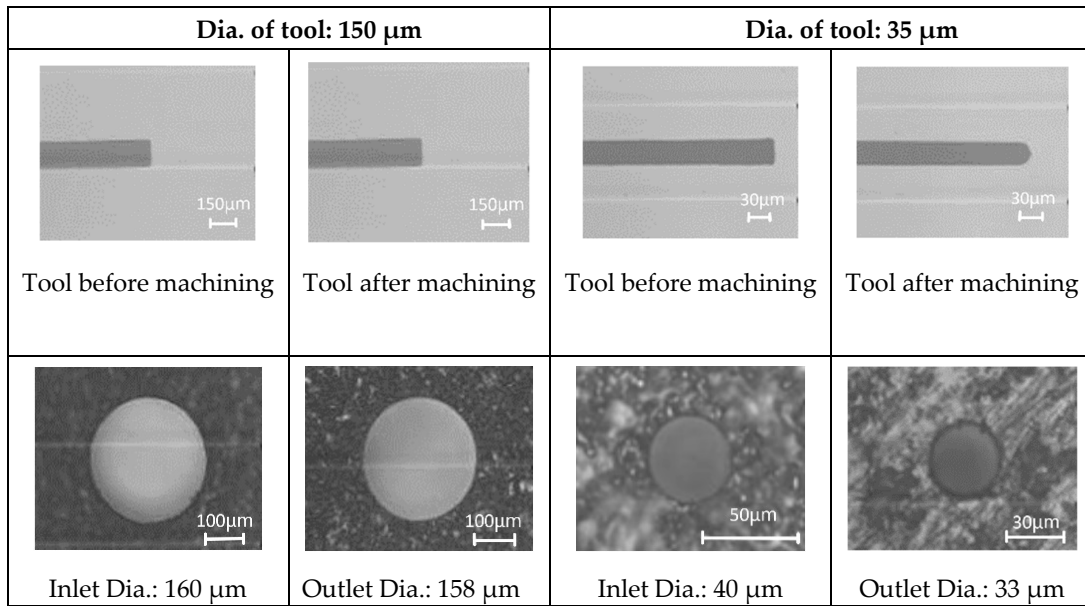 Dia. of tool: 150 µm
Dia. of tool: 35 µm
150µm
150µm
30µm
30µm
Tool before machining
Tool after machining
Tool before machining
Tool after machining
100µm
100µm
50µm
30µm
Inlet Dia.: 160 µm
Outlet Dia.: 158 µm
Inlet Dia.: 40 µm
Outlet Dia.: 33 µm